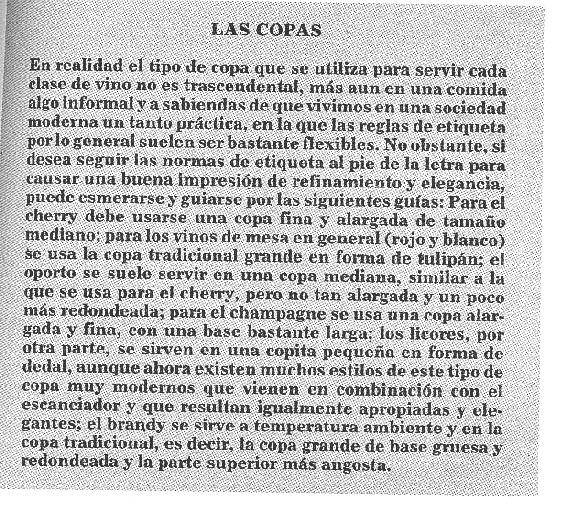 LAS COPAS
En realidad el tipo de copa que se utiliza para servir cada
clase de vino no es trascendental, más aun en una comida
algo informal y a sabiendas de que vivimos en una sociedad
moderna un tanto práctica, en la que las reglas de etiqueta
por lo general suelen ser bastante flexibles. No obstante, si
desea seguir las normas de etiqueta al pie de la letra para
causar una buena impresión de refinamiento y elegancia,
puede esmerarse y guiarse por las siguientes guías: Para el
cherry debe usarse una copa fina y alargada de tamaño
mediano; para los vinos de mesa en general (rojo y blanco)
se usa la copa tradicional grande en forma de tulipán; el
oporto se suele servir en una copa mediana, similar a la
que se usa para el cherry, pero no tan alargada y un poco
más redondeada; para el champagne se usa una copa alar-
gada y fina, con una base bastante larga; los licores, por
otra parte, se sirven en una copita pequeña en forma de
dedal, aunque ahora existen muchos estilos de este tipo de
copa muy modernos que vienen en combinación con el
escanciador y que resultan igualmente apropiadas y ele-
gantes; el brandy se sirve a temperatura ambiente y en la
copa tradicional, es decir, la copa grande de base gruesa y
redondeada y la parte superior más angosta.